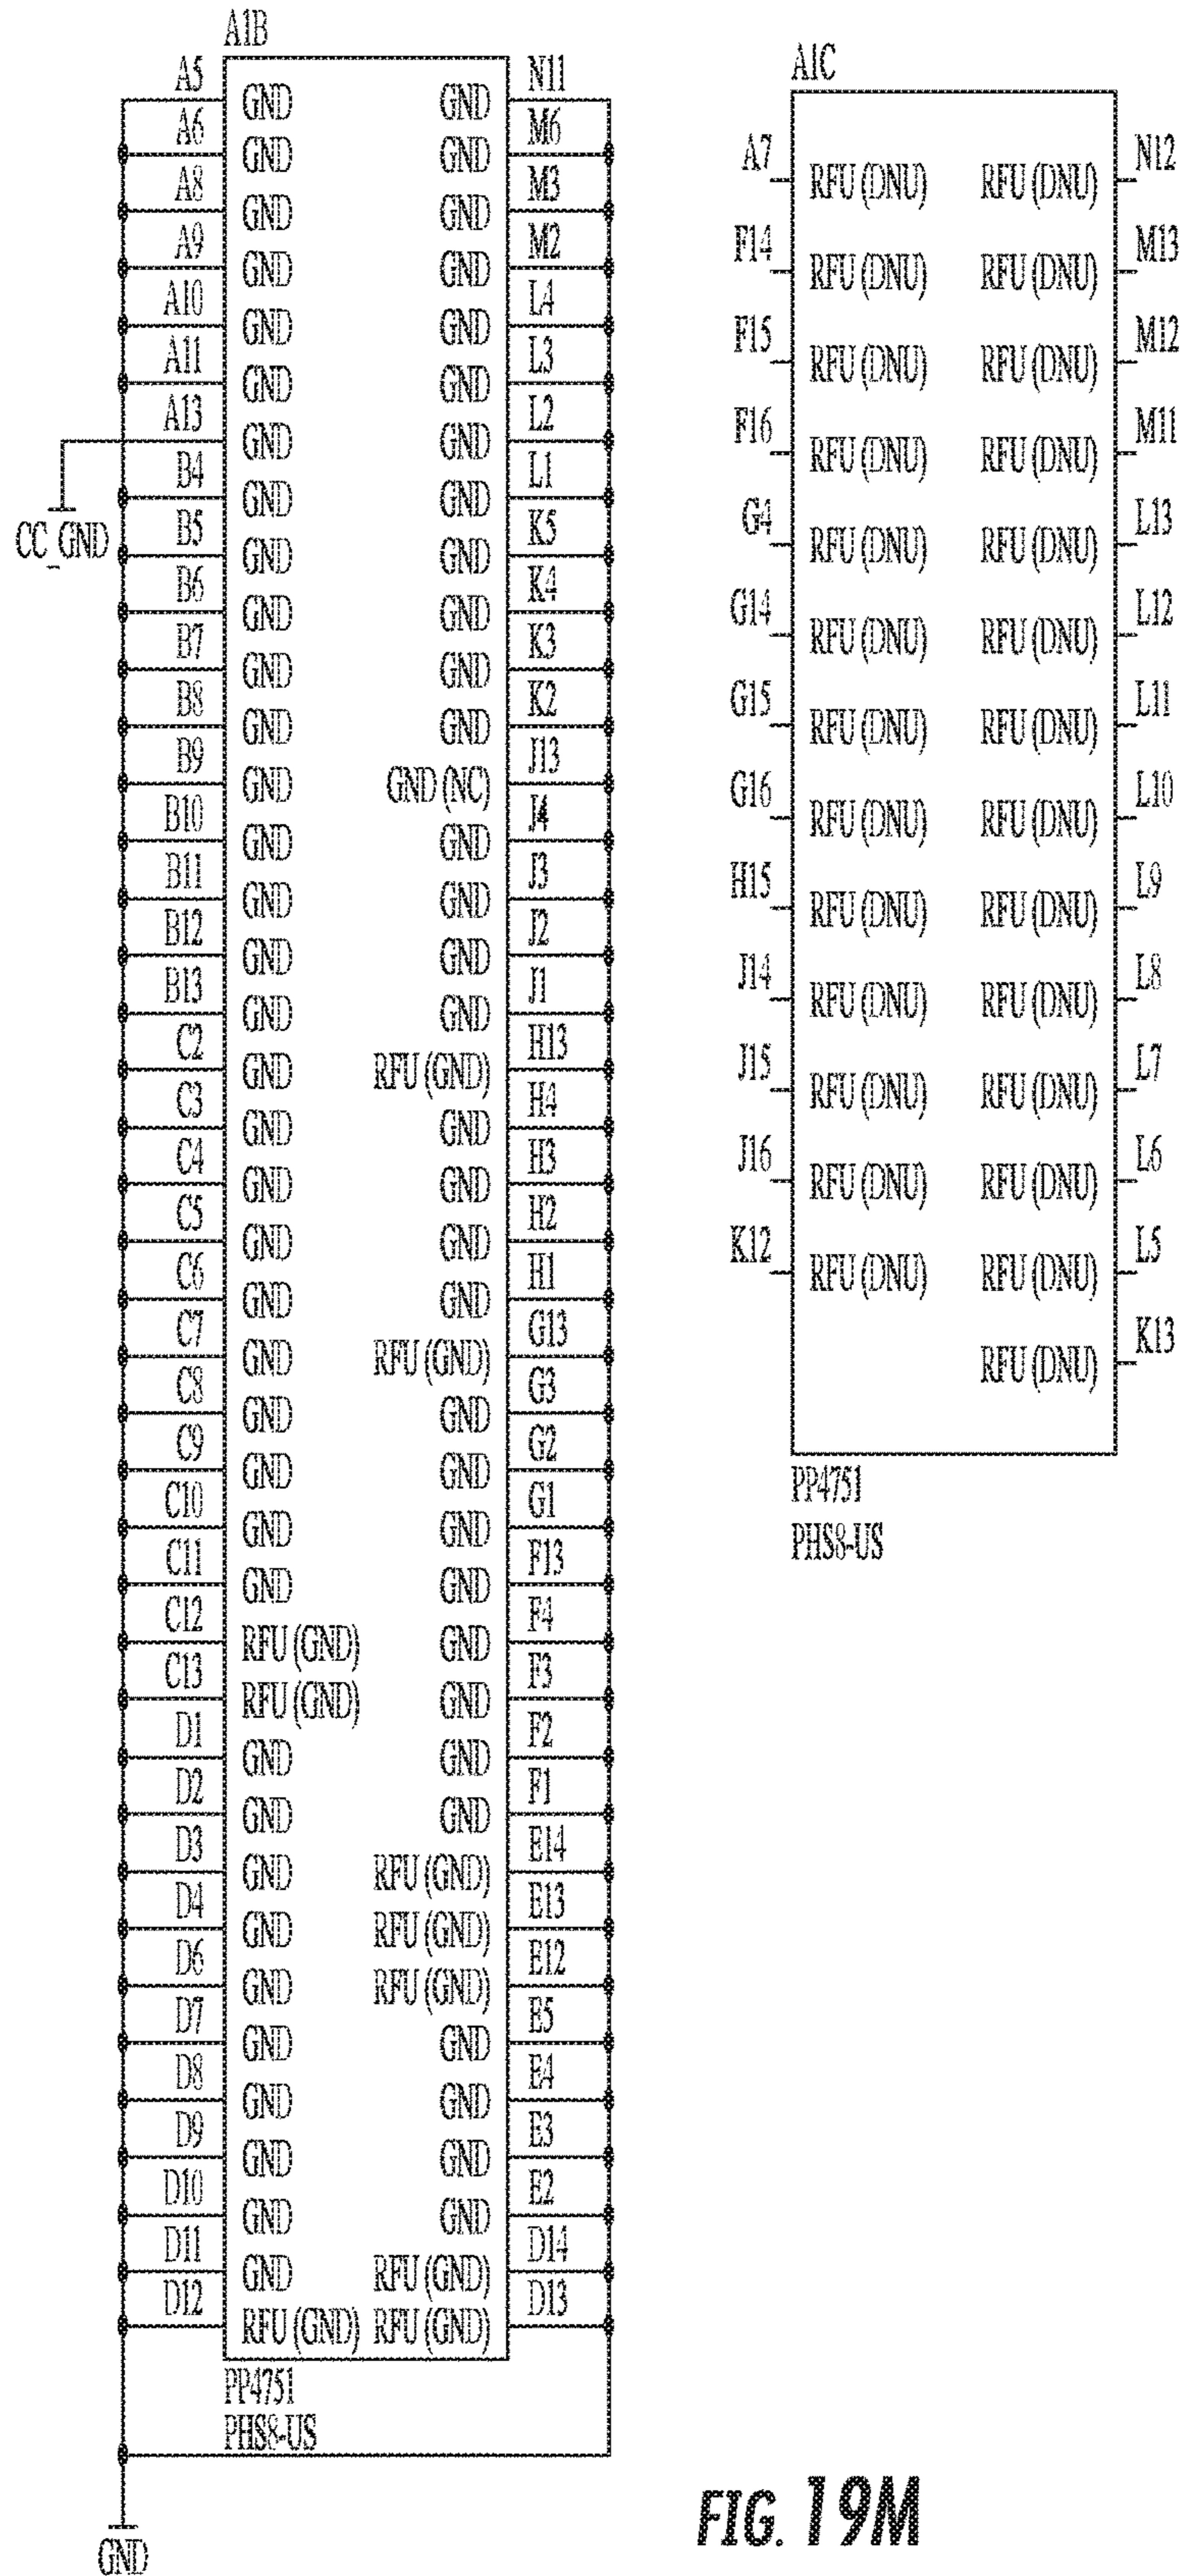 A1B
A5 GND GND N11
A6 GND GND M6
A8 GND GND M3
A9 GND GND M2
A10 GND GND L4
A11 GND GND L3
A13 GND GND L2
B4 GND GND L1
CC_GND
B5 GND GND K5
B6 GND GND K4
B7 GND GND K3
B8 GND GND K2
B9 GND GND (NC) J13
B10 GND GND J4
B11 GND GND J3
B12 GND GND J2
B13 GND GND J1
C2 GND RFU (GND) H13
C3 GND GND H4
C4 GND GND H3
C5 GND GND H2
C6 GND GND H1
C7 GND RFU (GND) G13
C8 GND GND G3
C9 GND GND G2
C10 GND GND G1
C11 GND GND F13
C12 RFU (GND) GND F4
C13 RFU (GND) GND F3
D1 GND GND F2
D2 GND GND F1
D3 GND RFU (GND) E14
D4 GND RFU (GND) E13
D6 GND RFU (GND) E12
D7 GND GND E5
D8 GND GND E4
D9 GND GND E3
D10 GND GND E2
D11 GND RFU (GND) D14
D12 RFU (GND) RFU (GND) D13
PP4751
PHS8-US
GND
A1C
A7 RFU (DNU) RFU (DNU) N12
F14 RFU (DNU) RFU (DNU) M13
F15 RFU (DNU) RFU (DNU) M12
F16 RFU (DNU) RFU (DNU) M11
G4 RFU (DNU) RFU (DNU) L13
G14 RFU (DNU) RFU (DNU) L12
G15 RFU (DNU) RFU (DNU) L11
G16 RFU (DNU) RFU (DNU) L10
H15 RFU (DNU) RFU (DNU) L9
J14 RFU (DNU) RFU (DNU) L8
J15 RFU (DNU) RFU (DNU) L7
J16 RFU (DNU) RFU (DNU) L6
K12 RFU (DNU) RFU (DNU) L5
RFU (DNU) K13
PP4751
PHS8-US
FIG. 19M